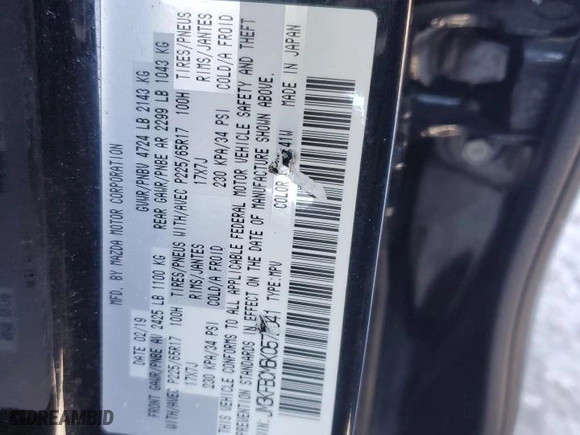 MFD. BY MAZDA MOTOR CORPORATION
DATE 02/19 GVWR/PNBV 4724 LB 2143 KG
FRONT GAWR/PNBE AV 2425 LB 1100 KG REAR GAWR/PNBE AR 2299 LB 1043 KG
WITH/AVEC P225/65R17 100H TIRES/PNEUS WITH/AVEC P225/65R17 100H TIRES/PNEUS
17X7J RIMS/JANTES 17X7J RIMS/JANTES
230 KPA/34 PSI COLD/A FROID 230 KPA/34 PSI COLD/A FROID
THIS VEHICLE CONFORMS TO ALL APPLICABLE FEDERAL MOTOR VEHICLE SAFETY AND THEFT
PREVENTION STANDARDS IN EFFECT ON THE DATE OF MANUFACTURE SHOWN ABOVE.
VIN: TYPE:MPV COLOR 41W MADE IN JAPAN
DREAMBID